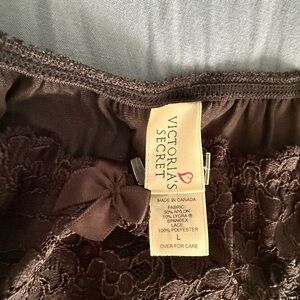 VICTORIA'S
SECRET
MADE IN CANADA
FABRIC:
90% NYLON
10% LYCRA®
SPANDEX
LACE:
100% POLYESTER
L
OVER FOR CARE